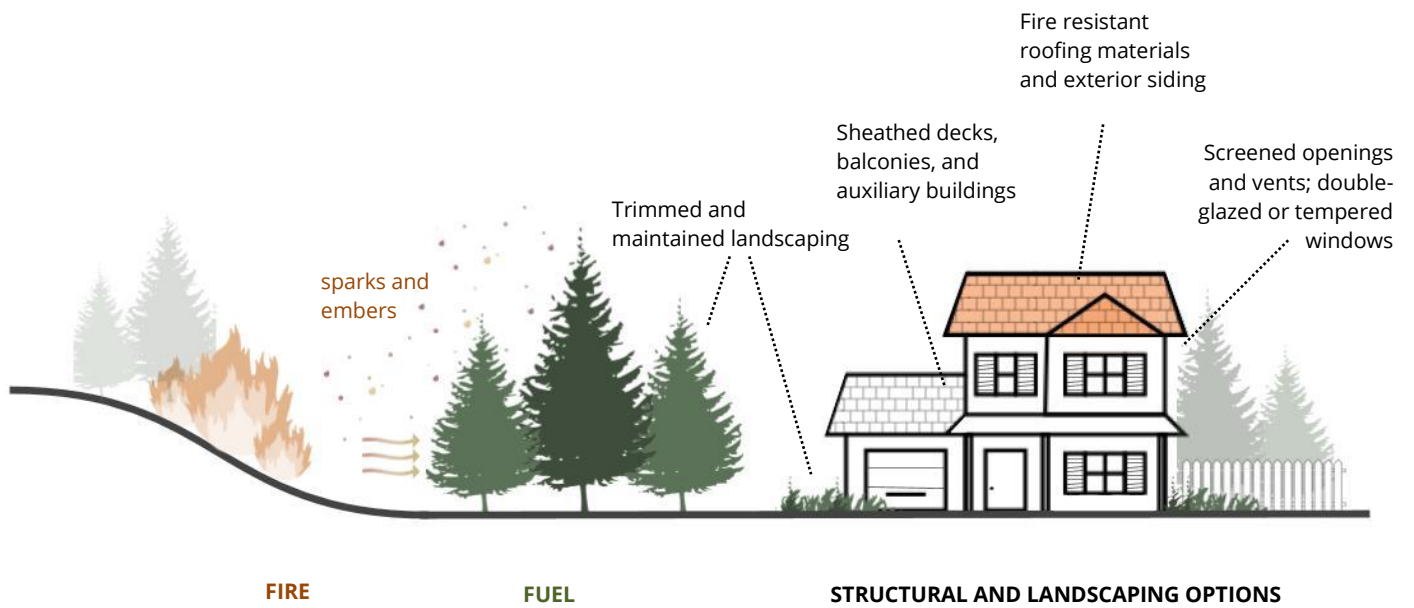 Fire resistant
roofing materials
and exterior siding
Sheathed decks,
balconies, and
auxiliary buildings
Screened openings
and vents; double-
glazed or tempered
windows
Trimmed and
maintained landscaping
sparks and
embers
FIRE
FUEL
STRUCTURAL AND LANDSCAPING OPTIONS